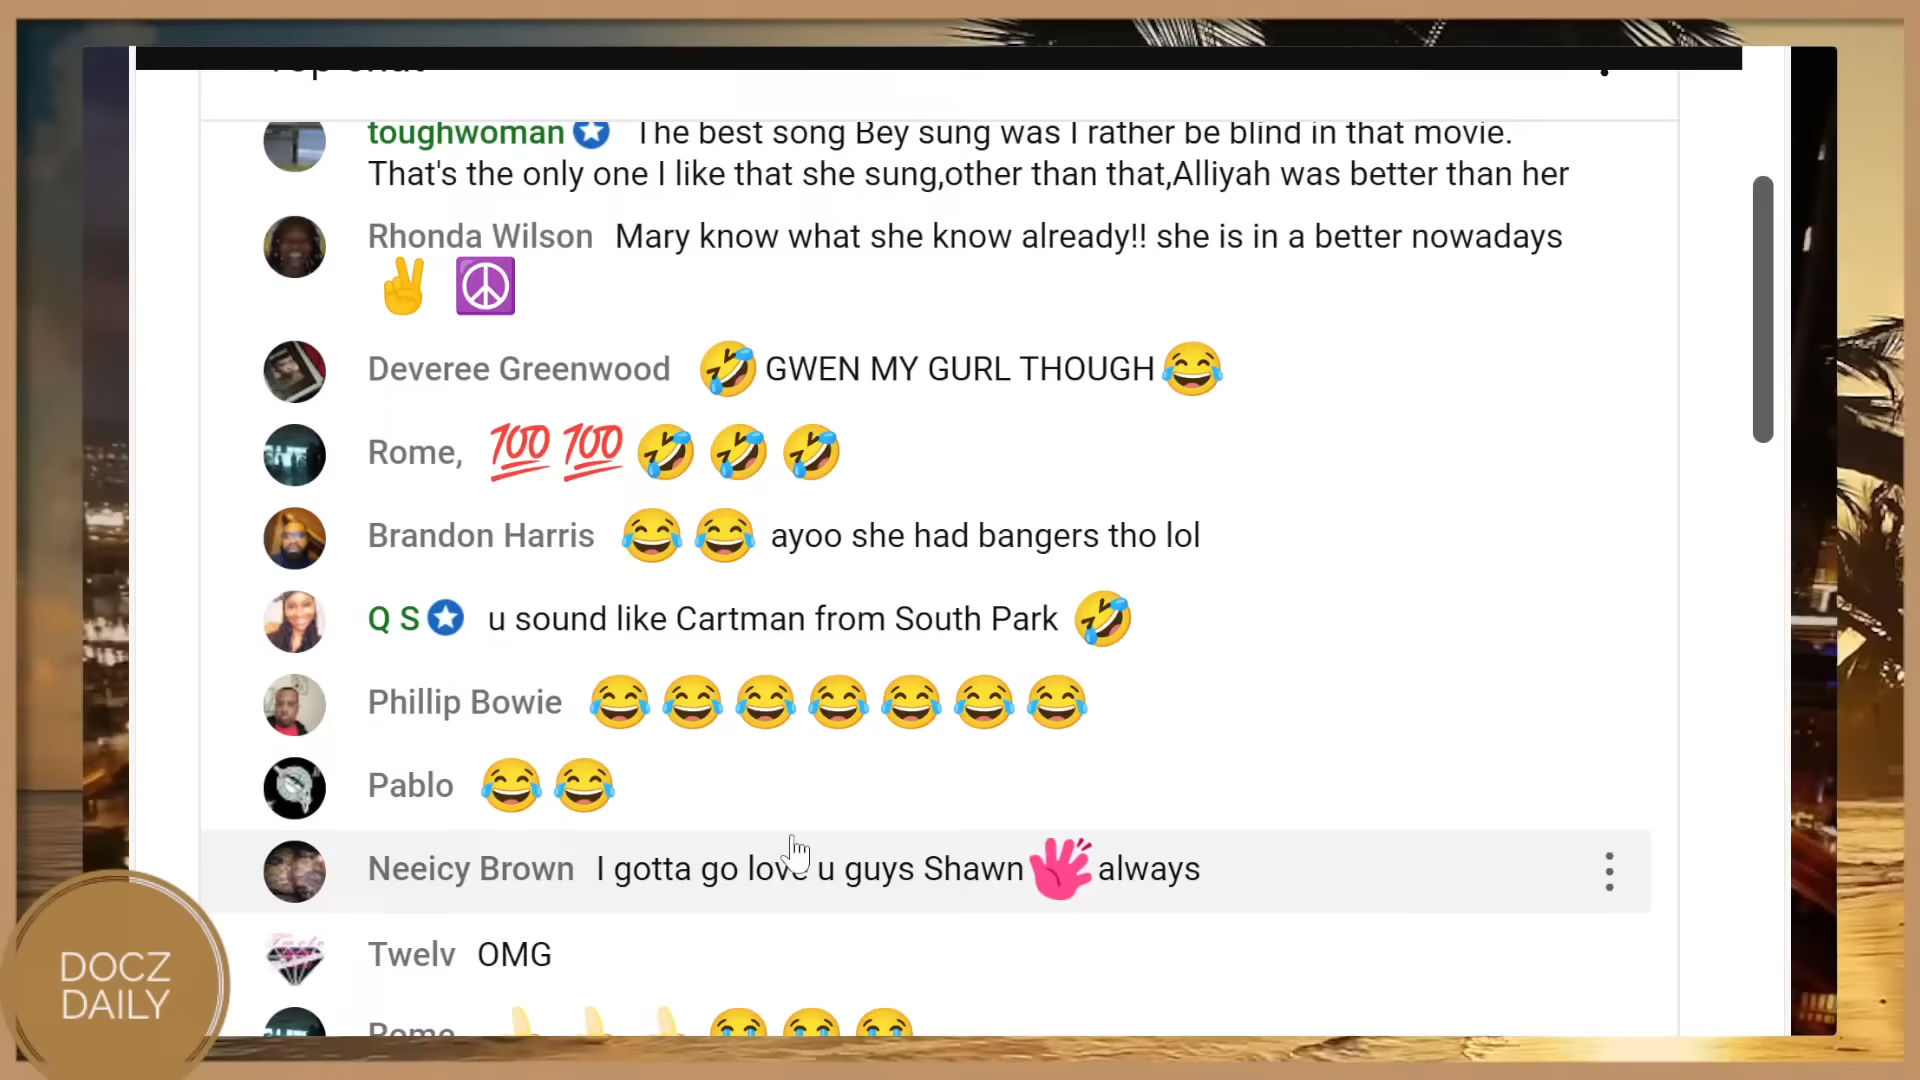 Top chat
toughwoman The best song Bey sung was I rather be blind in that movie.
That's the only one I like that she sung,other than that,Alliyah was better than her
Rhonda Wilson Mary know what she know already!! she is in a better nowadays
✌️ ☮️
Deveree Greenwood 🤣 GWEN MY GURL THOUGH 😂
Rome, 💯 💯 🤣 🤣 🤣
Brandon Harris 😂 😂 ayoo she had bangers tho lol
Q S u sound like Cartman from South Park 🤣
Phillip Bowie 😂 😂 😂 😂 😂 😂 😂
Pablo 😂 😂
Neeicy Brown I gotta go love u guys Shawn always
Twelv OMG
Rome
DOCZ
DAILY